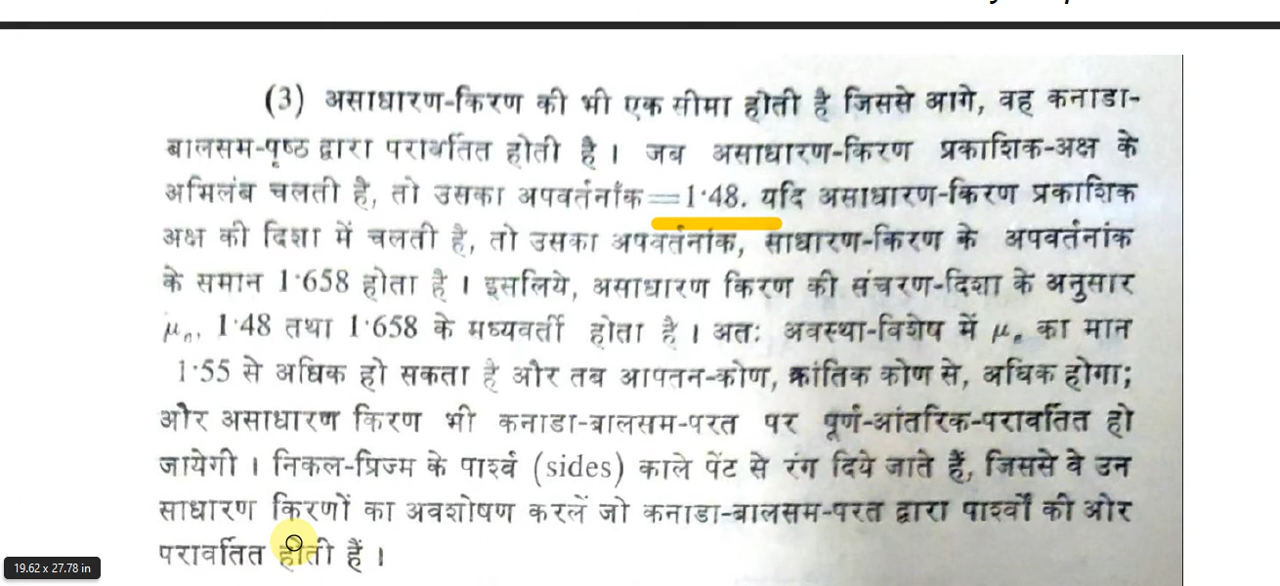 (3) असाधारण-किरण की भी एक सीमा होती है जिससे आगे, वह कनाडा-
बालसम-पृष्ठ द्वारा परावर्तित होती है । जब असाधारण-किरण प्रकाशिक-अक्ष के
अभिलंब चलती है, तो उसका अपवर्तनाँक=1·48. यदि असाधारण-किरण प्रकाशिक
अक्ष की दिशा में चलती है, तो उसका अपवर्तनांक, साधारण-किरण के अपवर्तनांक
के समान 1·658 होता है । इसलिये, असाधारण किरण की संचरण-दिशा के अनुसार
μₑ, 1·48 तथा 1·658 के मध्यवर्ती होता है । अतः अवस्था-विशेष में μₑ का मान
1·55 से अधिक हो सकता है और तब आपतन-कोण, क्रांतिक कोण से, अधिक होगा;
और असाधारण किरण भी कनाडा-बालसम-परत पर पूर्ण-आंतरिक-परावर्तित हो
जायेगी । निकल-प्रिज्म के पार्श्व (sides) काले पेंट से रंग दिये जाते हैं, जिससे वे उन
साधारण किरणों का अवशोषण करलें जो कनाडा-बालसम-परत द्वारा पार्श्वों की ओर
परावर्तित होती हैं ।
19.62 x 27.78 in